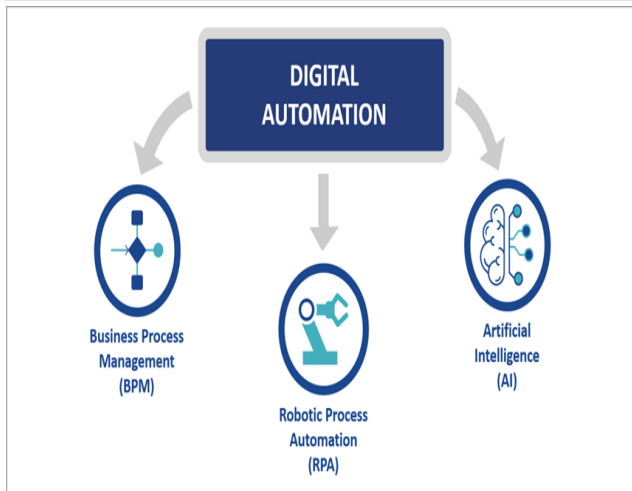 DIGITAL
AUTOMATION
Business Process
Management
(BPM)
Robotic Process
Automation
(RPA)
Artificial
Intelligence
(AI)